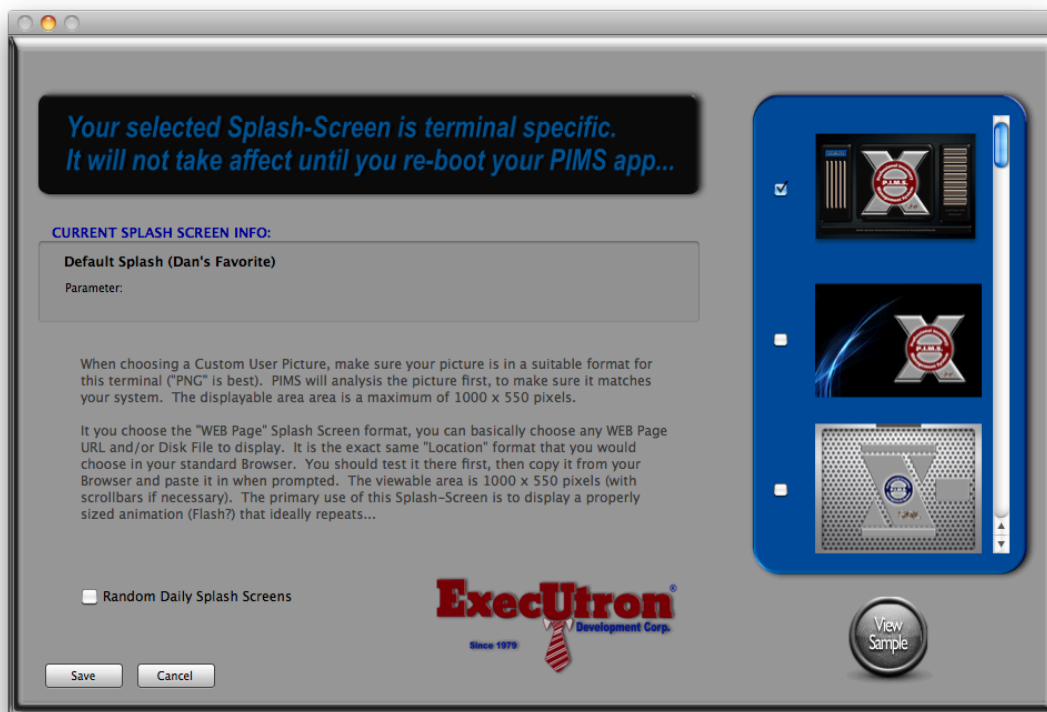 Your selected Splash-Screen is terminal specific.
It will not take affect until you re-boot your PIMS app...
CURRENT SPLASH SCREEN INFO:
Default Splash (Dan's Favorite)
Parameter:
When choosing a Custom User Picture, make sure your picture is in a suitable format for
this terminal ("PNG" is best).  PIMS will analysis the picture first, to make sure it matches
your system.  The displayable area area is a maximum of 1000 x 550 pixels.
It you choose the "WEB Page" Splash Screen format, you can basically choose any WEB Page
URL and/or Disk File to display.  It is the exact same "Location" format that you would
choose in your standard Browser.  You should test it there first, then copy it from your
Browser and paste it in when prompted.  The viewable area is 1000 x 550 pixels (with
scrollbars if necessary).  The primary use of this Splash-Screen is to display a properly
sized animation (Flash?) that ideally repeats...
Random Daily Splash Screens
ExecUtron®
Development Corp.
Since 1979
Save
Cancel
P.I.M.S.
P.I.M.S.
P.I.M.S.
View
Sample